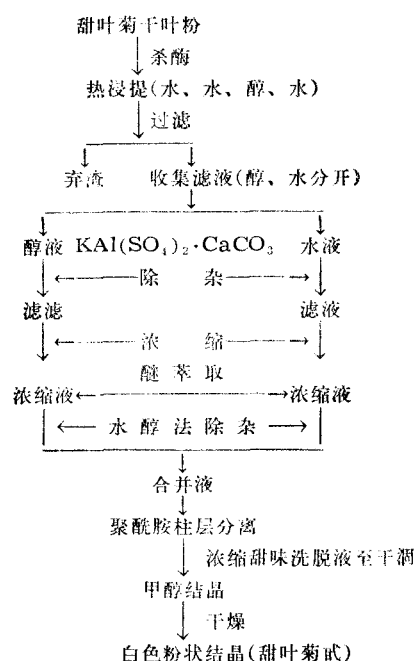 甜叶菊干叶粉
杀酶
热浸提(水、水、醇、水)
过滤
弃渣 收集滤液(醇、水分开)
醇液 KAl(SO₄)₂·CaCO₃ 水液
除 杂
滤滤 滤液
浓 缩
醚萃取
浓缩液 浓缩液
水醇法除杂
合并液
聚酰胺柱层分离
浓缩甜味洗脱液至干涸
甲醇结晶
干燥
白色粉状结晶(甜叶菊甙)